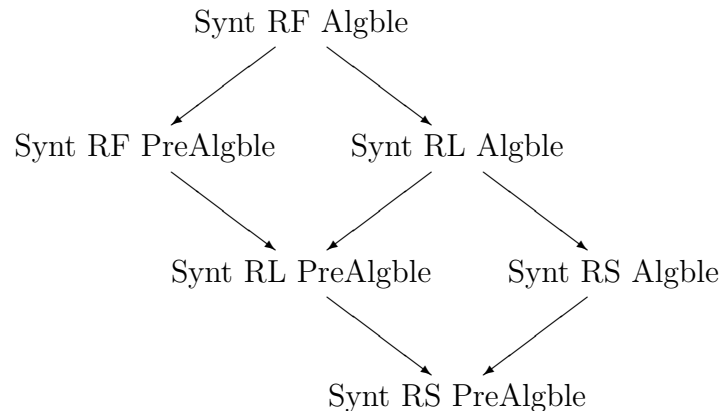 Synt RF Algble
Synt RF PreAlgble Synt RL Algble
Synt RL PreAlgble Synt RS Algble
Synt RS PreAlgble